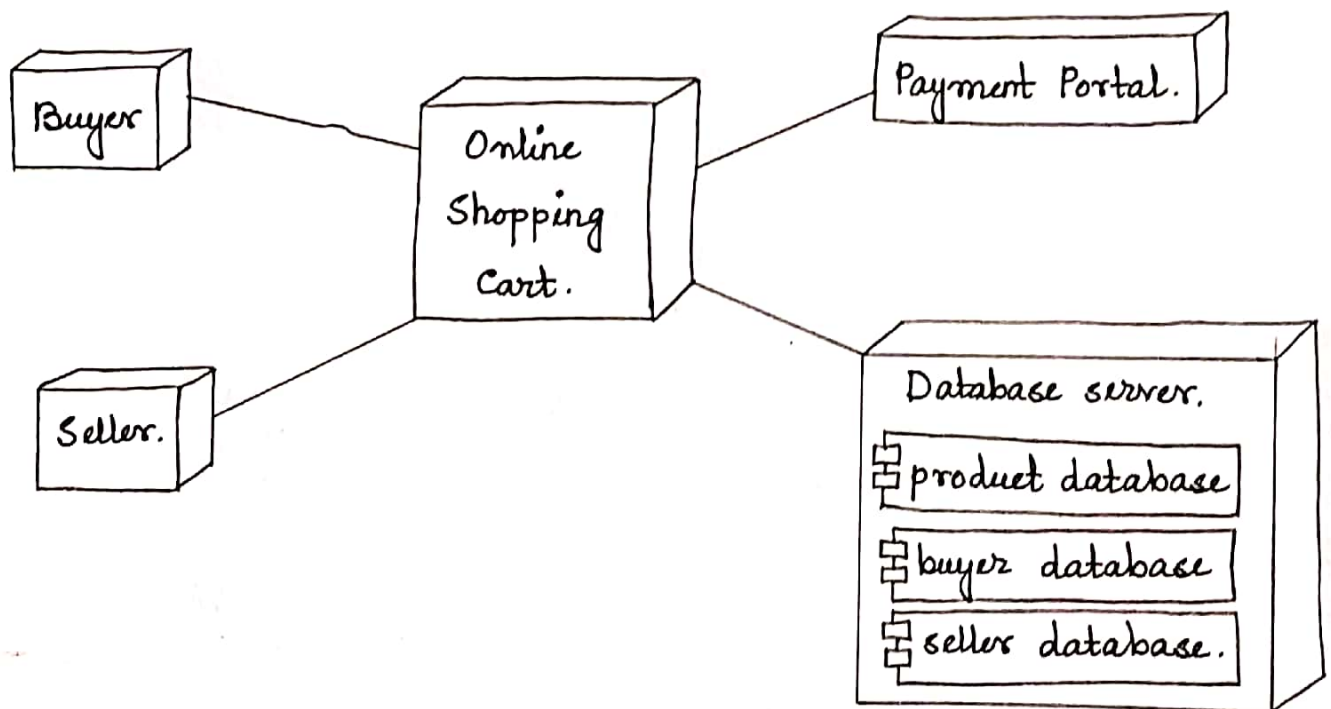 Buyer
Online
Shopping
Cart.
Payment Portal.
Seller.
Database server.
product database
buyer database
seller database.